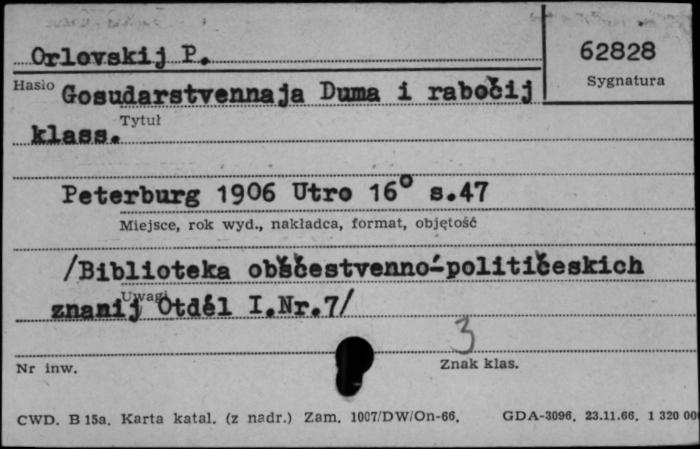 Orlovskij P.
62828
Sygnatura
Hasło
Gosudarstvennaja Duma i rabočij
Tytuł
klass.
Peterburg 1906 Utro 16° s.47
Miejsce, rok wyd., nakładca, format, objętość
/Biblioteka obščestvenno-političeskich
Uwagi
znanij Otděl I.Nr.7/
3
Nr inw.
Znak klas.
CWD. B 15a. Karta katal. (z nadr.) Zam. 1007/DW/On-66. GDA-3096. 23.11.66. 1 320 00